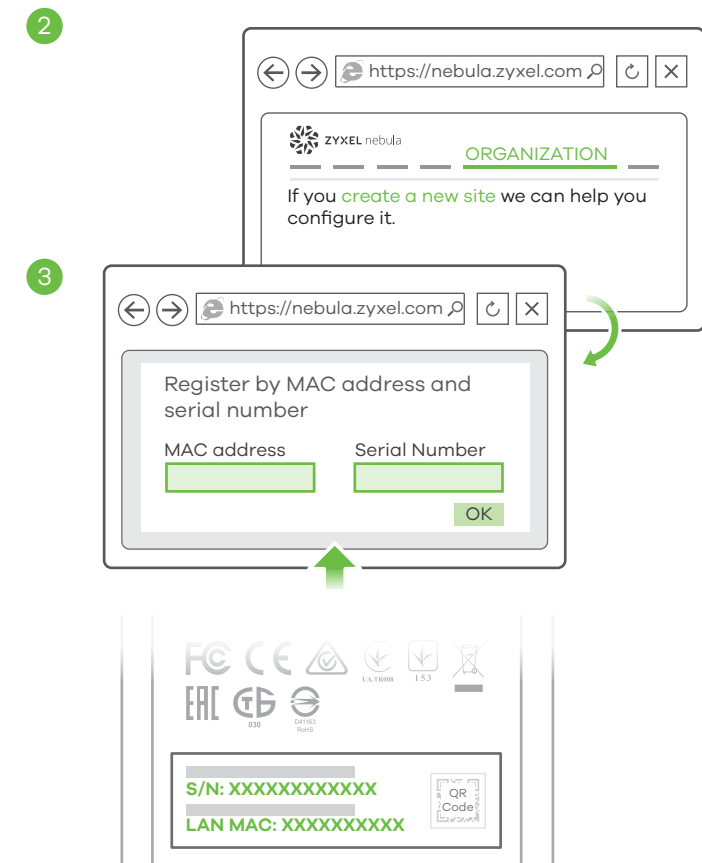 2
https://nebula.zyxel.com
ZYXEL nebula
ORGANIZATION
If you create a new site we can help you
configure it.
3
https://nebula.zyxel.com
Register by MAC address and
serial number
MAC address
Serial Number
OK
FC CE
UA.TR008
153
EAC
030
D41163
RoHS
S/N: XXXXXXXXXXXX
QR
Code
LAN MAC: XXXXXXXXXX